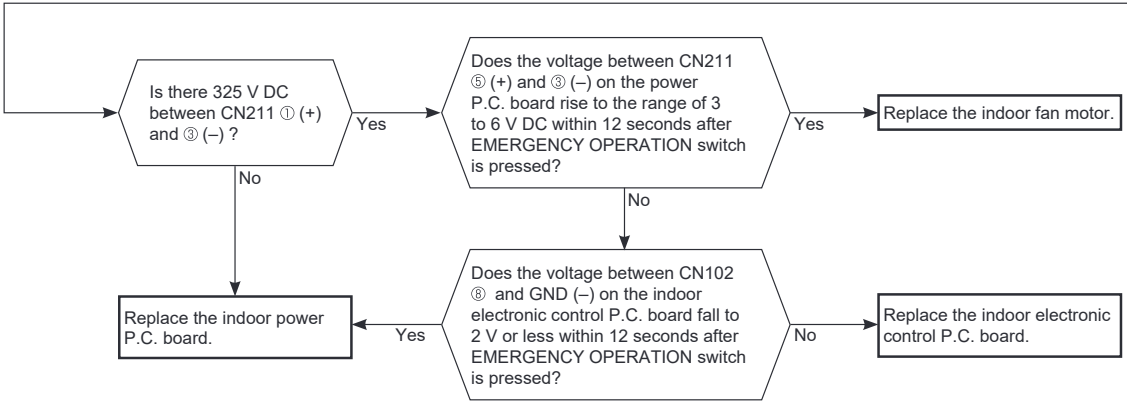 Is there 325 V DC
between CN211 ① (+)
and ③ (–) ?
Yes
No
Does the voltage between CN211
⑤ (+) and ③ (–) on the power
P.C. board rise to the range of 3
to 6 V DC within 12 seconds after
EMERGENCY OPERATION switch
is pressed?
Yes
No
Replace the indoor fan motor.
Replace the indoor power
P.C. board.
Yes
Does the voltage between CN102
⑧ and GND (–) on the indoor
electronic control P.C. board fall to
2 V or less within 12 seconds after
EMERGENCY OPERATION switch
is pressed?
No
Replace the indoor electronic
control P.C. board.